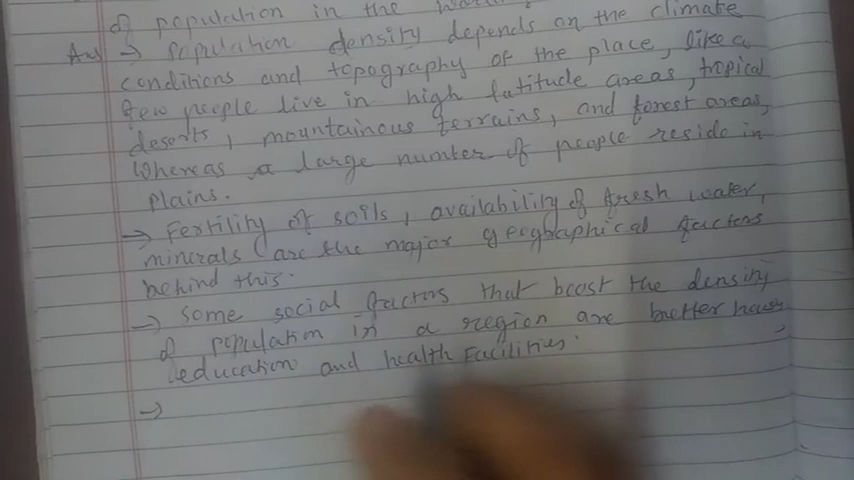 of population in the
Ans → Population density depends on the climate
conditions and topography of the place, like a
few people live in high latitude areas, tropical
deserts, mountainous terrains, and forest areas,
Whereas a large number of people reside in
plains.
→ Fertility of soils, availability of fresh water,
minerals are the major geographical factors
behind this.
→ Some social factors that boost the density
of population in a region are better
education and health Facilities.
→